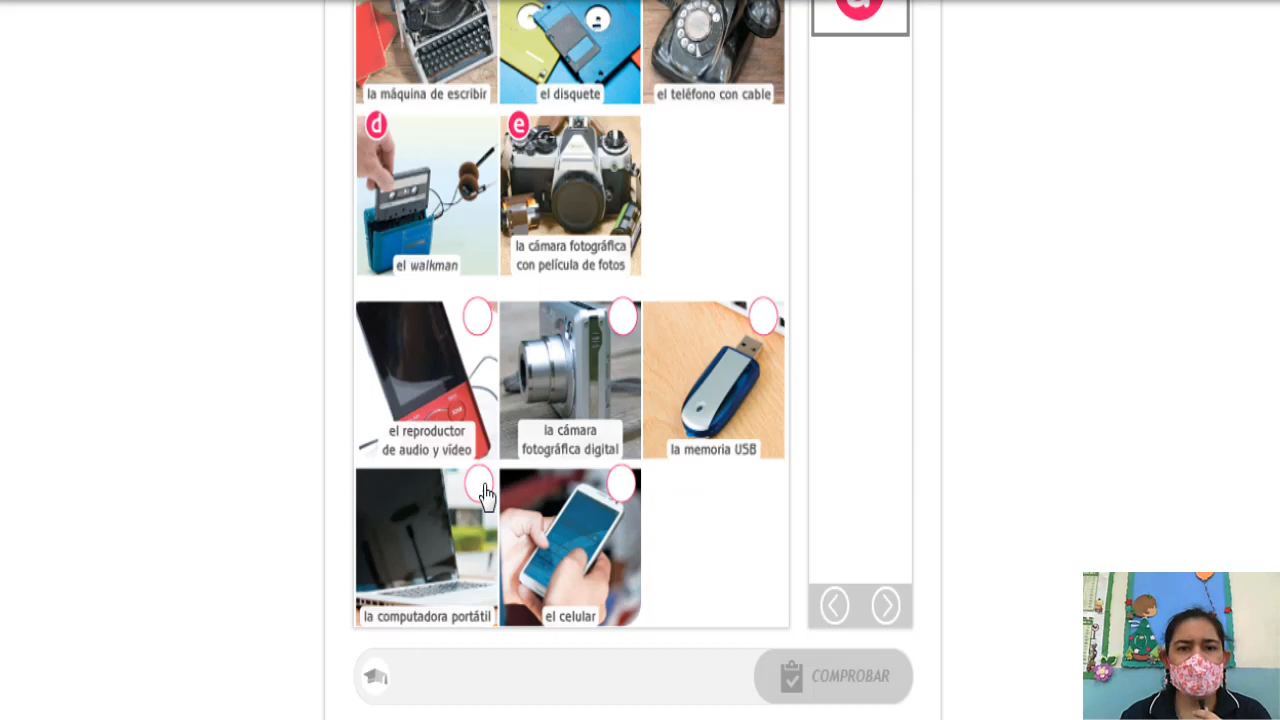 a
la máquina de escribir
el disquete
el teléfono con cable
d
e
el walkman
la cámara fotográfica
con película de fotos
el reproductor
de audio y vídeo
la cámara
fotográfica digital
la memoria USB
la computadora portátil
el celular
COMPROBAR